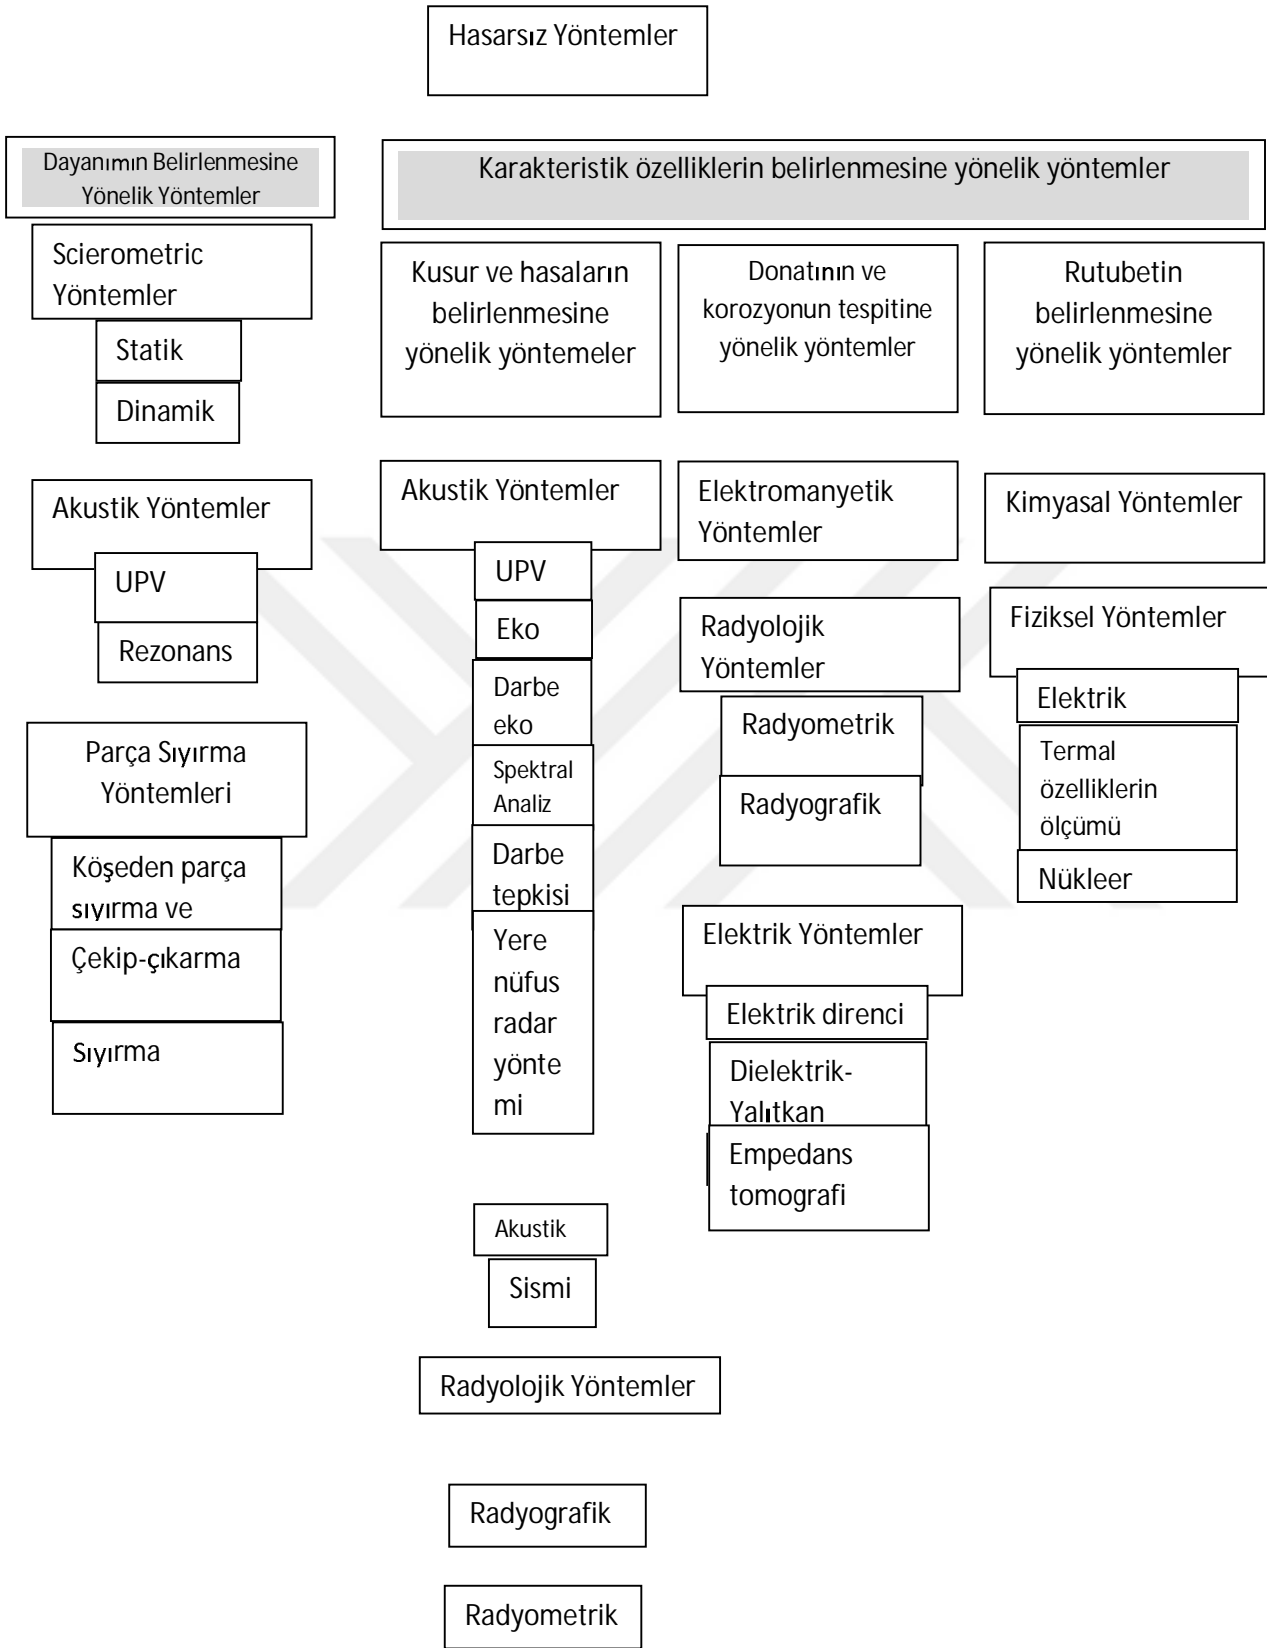 Hasarsız Yöntemler
Dayanımın Belirlenmesine
Yönelik Yöntemler
Karakteristik özelliklerin belirlenmesine yönelik yöntemler
Scierometric
Yöntemler
Statik
Dinamik
Akustik Yöntemler
UPV
Rezonans
Parça Sıyırma
Yöntemleri
Köşeden parça
sıyırma ve
Çekip-çıkarma
Sıyırma
Kusur ve hasaların
belirlenmesine
yönelik yöntemeler
Akustik Yöntemler
UPV
Eko
Darbe
eko
Spektral
Analiz
Darbe
tepkisi
Yere
nüfus
radar
yönte
mi
Akustik
Sismi
Radyolojik Yöntemler
Radyografik
Radyometrik
Donatının ve
korozyonun tespitine
yönelik yöntemler
Elektromanyetik
Yöntemler
Radyolojik
Yöntemler
Radyometrik
Radyografik
Elektrik Yöntemler
Elektrik direnci
Dielektrik-
Yalıtkan
Empedans
tomografi
Rutubetin
belirlenmesine
yönelik yöntemler
Kimyasal Yöntemler
Fiziksel Yöntemler
Elektrik
Termal
özelliklerin
ölçümü
Nükleer